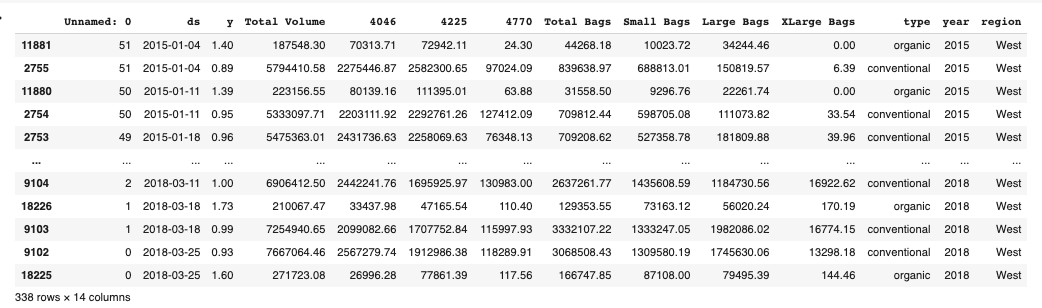 Unnamed: 0 ds y Total Volume 4046 4225 4770 Total Bags Small Bags Large Bags XLarge Bags type year region
11881 51 2015-01-04 1.40 187548.30 70313.71 72942.11 24.30 44268.18 10023.72 34244.46 0.00 organic 2015 West
2755 51 2015-01-04 0.89 5794410.58 2275446.87 2582300.65 97024.09 839638.97 688813.01 150819.57 6.39 conventional 2015 West
11880 50 2015-01-11 1.39 223156.55 80139.16 111395.01 63.88 31558.50 9296.76 22261.74 0.00 organic 2015 West
2754 50 2015-01-11 0.95 5333097.71 2203111.92 2292761.26 127412.09 709812.44 598705.08 111073.82 33.54 conventional 2015 West
2753 49 2015-01-18 0.96 5475363.01 2431736.63 2258069.63 76348.13 709208.62 527358.78 181809.88 39.96 conventional 2015 West
... ... ... ... ... ... ... ... ... ... ... ... ... ... ...
9104 2 2018-03-11 1.00 6906412.50 2442241.76 1695925.97 130983.00 2637261.77 1435608.59 1184730.56 16922.62 conventional 2018 West
18226 1 2018-03-18 1.73 210067.47 33437.98 47165.54 110.40 129353.55 73163.12 56020.24 170.19 organic 2018 West
9103 1 2018-03-18 0.99 7254940.65 2099082.66 1707752.84 115997.93 3332107.22 1333247.05 1982086.02 16774.15 conventional 2018 West
9102 0 2018-03-25 0.93 7667064.46 2567279.74 1912986.38 118289.91 3068508.43 1309580.19 1745630.06 13298.18 conventional 2018 West
18225 0 2018-03-25 1.60 271723.08 26996.28 77861.39 117.56 166747.85 87108.00 79495.39 144.46 organic 2018 West
338 rows × 14 columns